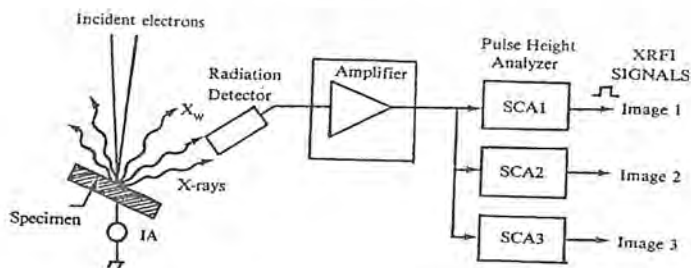 Incident electrons
Pulse Height
Analyzer
XRFI
SIGNALS
Radiation
Detector
Amplifier
X_w
SCA1
Image 1
X-rays
SCA2
Image 2
Specimen
IA
SCA3
Image 3